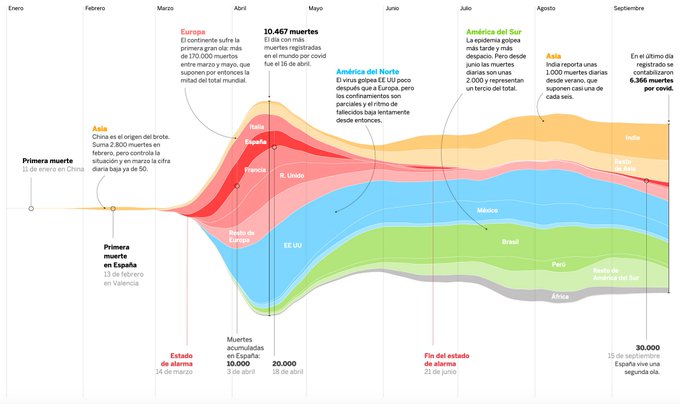 Enero
Febrero
Marzo
Abril
Mayo
Junio
Julio
Agosto
Septiembre
Europa
El continente sufre la
primera gran ola: más
de 170.000 muertes
entre marzo y mayo, que
suponen por entonces la
mitad del total mundial.
10.467 muertes
El día con más
muertes registradas
en el mundo por covid
fue el 16 de abril.
América del Norte
El virus golpea EE UU poco
después que a Europa, pero
los confinamientos son
parciales y el ritmo de
fallecidos baja lentamente
desde entonces.
América del Sur
La epidemia golpea
más tarde y más
despacio. Pero desde
junio las muertes
diarias son unas
2.000 y representan
un tercio del total.
Asia
India reporta unas
1.000 muertes diarias
desde verano, que
suponen casi una de
cada seis.
En el último día
registrado se
contabilizaron
6.366 muertes
por covid.
Asia
China es el origen del brote.
Suma 2.800 muertes en
febrero, pero controla la
situación y en marzo la cifra
diaria baja ya de 50.
Primera muerte
11 de enero en China
Primera
muerte
en España
13 de febrero
en Valencia
Italia
España
Francia
R. Unido
Resto de
Europa
EE UU
México
Brasil
Perú
Resto de
América del Sur
África
India
Resto
de Asia
Estado
de alarma
14 de marzo
Muertes
acumuladas
en España:
10.000
3 de abril
20.000
18 de abril
Fin del estado
de alarma
21 de junio
30.000
15 de septiembre
España vive una
segunda ola.